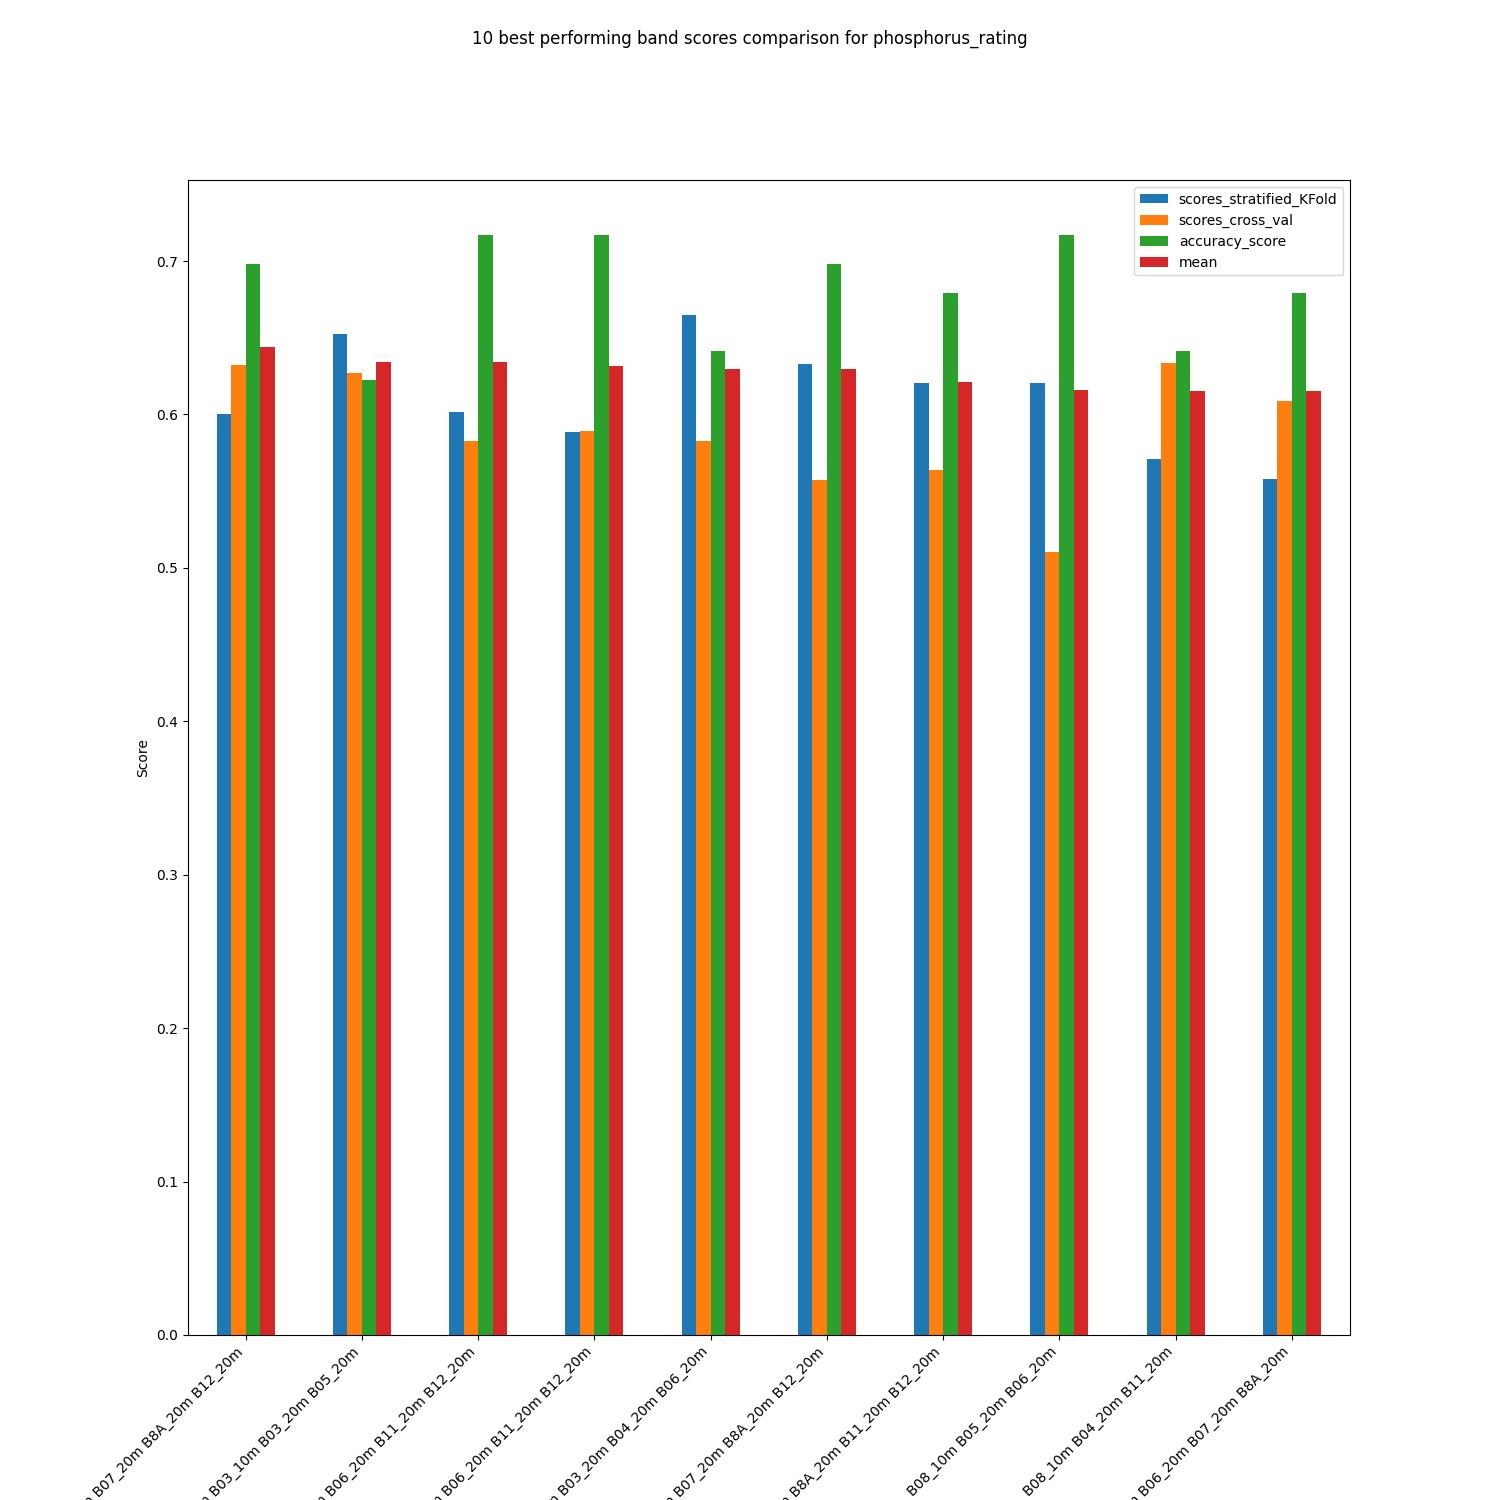 10 best performing band scores comparison for phosphorus_rating
scores_stratified_KFold
scores_cross_val
accuracy_score
mean
0.7
0.6
0.5
0.4
0.3
0.2
0.1
0.0
Score
B07_20m B8A_20m B12_20m
B03_10m B03_20m B05_20m
B06_20m B11_20m B12_20m
B06_20m B11_20m B12_20m
B03_20m B04_20m B06_20m
B07_20m B8A_20m B12_20m
B8A_20m B11_20m B12_20m
B08_10m B05_20m B06_20m
B08_10m B04_20m B11_20m
B06_20m B07_20m B8A_20m